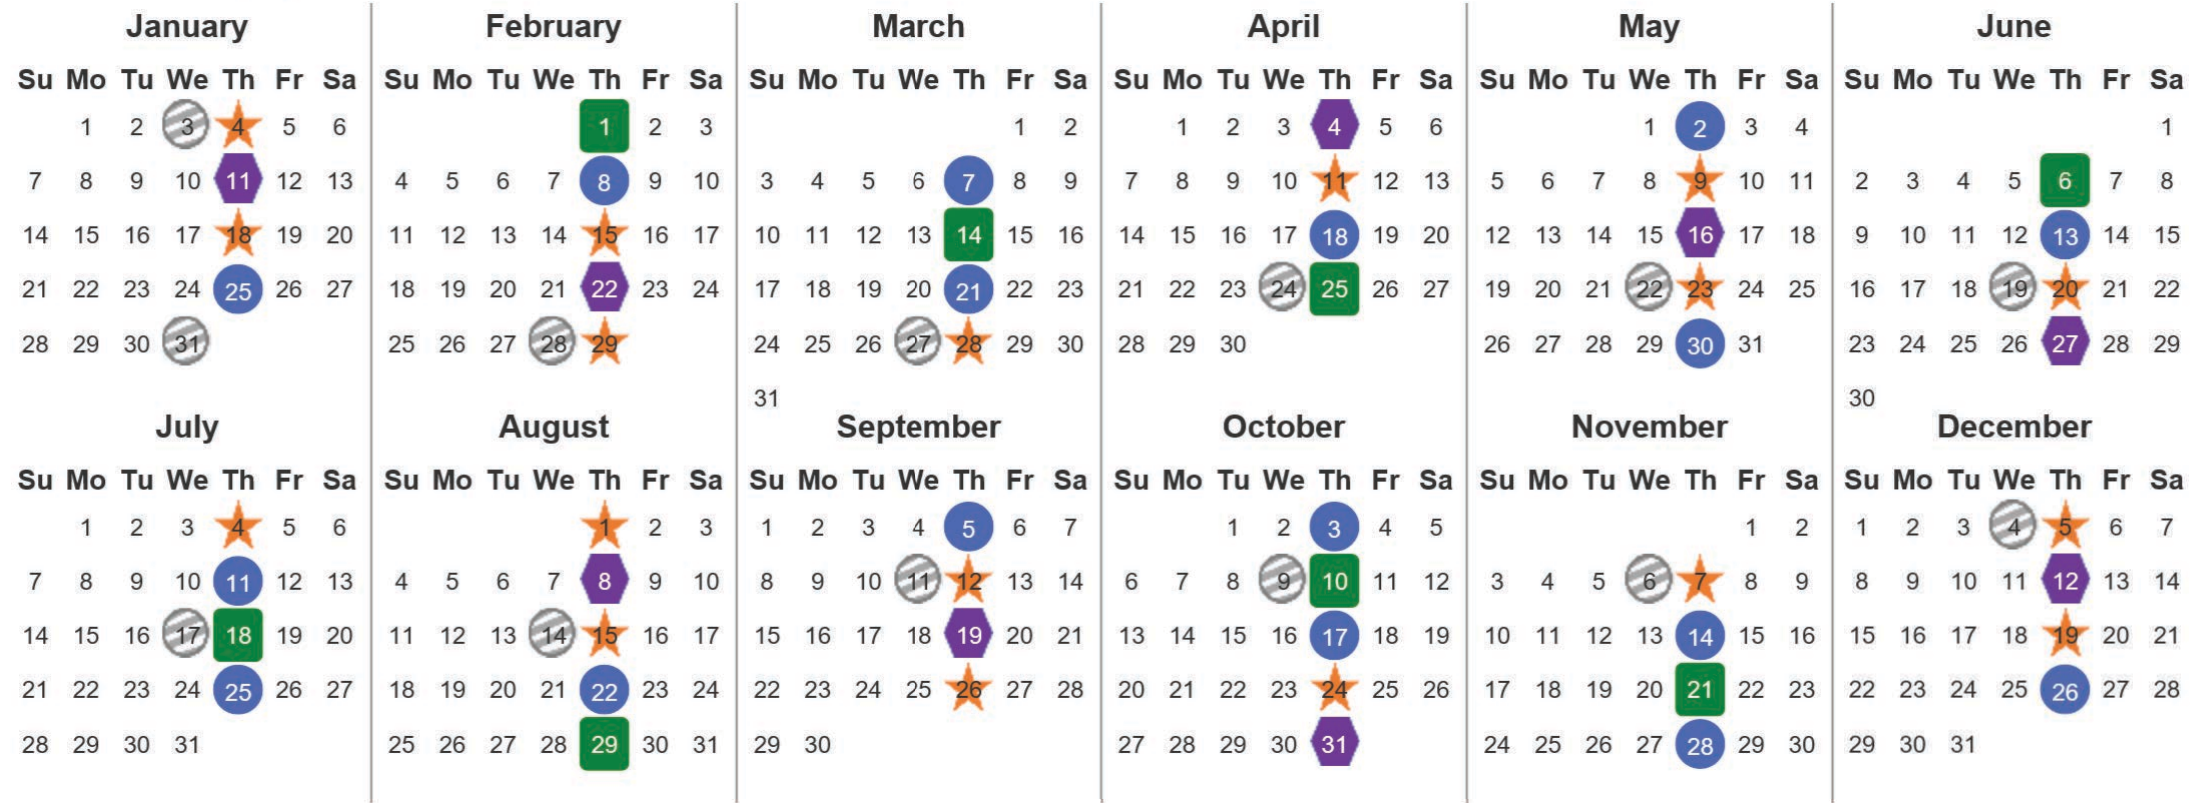 January February March April May June
Su Mo Tu We Th Fr Sa Su Mo Tu We Th Fr Sa Su Mo Tu We Th Fr Sa Su Mo Tu We Th Fr Sa Su Mo Tu We Th Fr Sa Su Mo Tu We Th Fr Sa
1 2 3 4 5 6 1 2 3 1 2 1 2 3 4 5 6 1 2 3 4 1
7 8 9 10 11 12 13 4 5 6 7 8 9 10 3 4 5 6 7 8 9 7 8 9 10 11 12 13 5 6 7 8 9 10 11 2 3 4 5 6 7 8
14 15 16 17 18 19 20 11 12 13 14 15 16 17 10 11 12 13 14 15 16 14 15 16 17 18 19 20 12 13 14 15 16 17 18 9 10 11 12 13 14 15
21 22 23 24 25 26 27 18 19 20 21 22 23 24 17 18 19 20 21 22 23 21 22 23 24 25 26 27 19 20 21 22 23 24 25 16 17 18 19 20 21 22
28 29 30 31 25 26 27 28 29 24 25 26 27 28 29 30 28 29 30 26 27 28 29 30 31 23 24 25 26 27 28 29
31 30
July August September October November December
Su Mo Tu We Th Fr Sa Su Mo Tu We Th Fr Sa Su Mo Tu We Th Fr Sa Su Mo Tu We Th Fr Sa Su Mo Tu We Th Fr Sa Su Mo Tu We Th Fr Sa
1 2 3 4 5 6 1 2 3 1 2 3 4 5 6 7 1 2 3 4 5 1 2 1 2 3 4 5 6 7
7 8 9 10 11 12 13 4 5 6 7 8 9 10 8 9 10 11 12 13 14 6 7 8 9 10 11 12 3 4 5 6 7 8 9 8 9 10 11 12 13 14
14 15 16 17 18 19 20 11 12 13 14 15 16 17 15 16 17 18 19 20 21 13 14 15 16 17 18 19 10 11 12 13 14 15 16 15 16 17 18 19 20 21
21 22 23 24 25 26 27 18 19 20 21 22 23 24 22 23 24 25 26 27 28 20 21 22 23 24 25 26 17 18 19 20 21 22 23 22 23 24 25 26 27 28
28 29 30 31 25 26 27 28 29 30 31 29 30 27 28 29 30 31 24 25 26 27 28 29 30 29 30 31